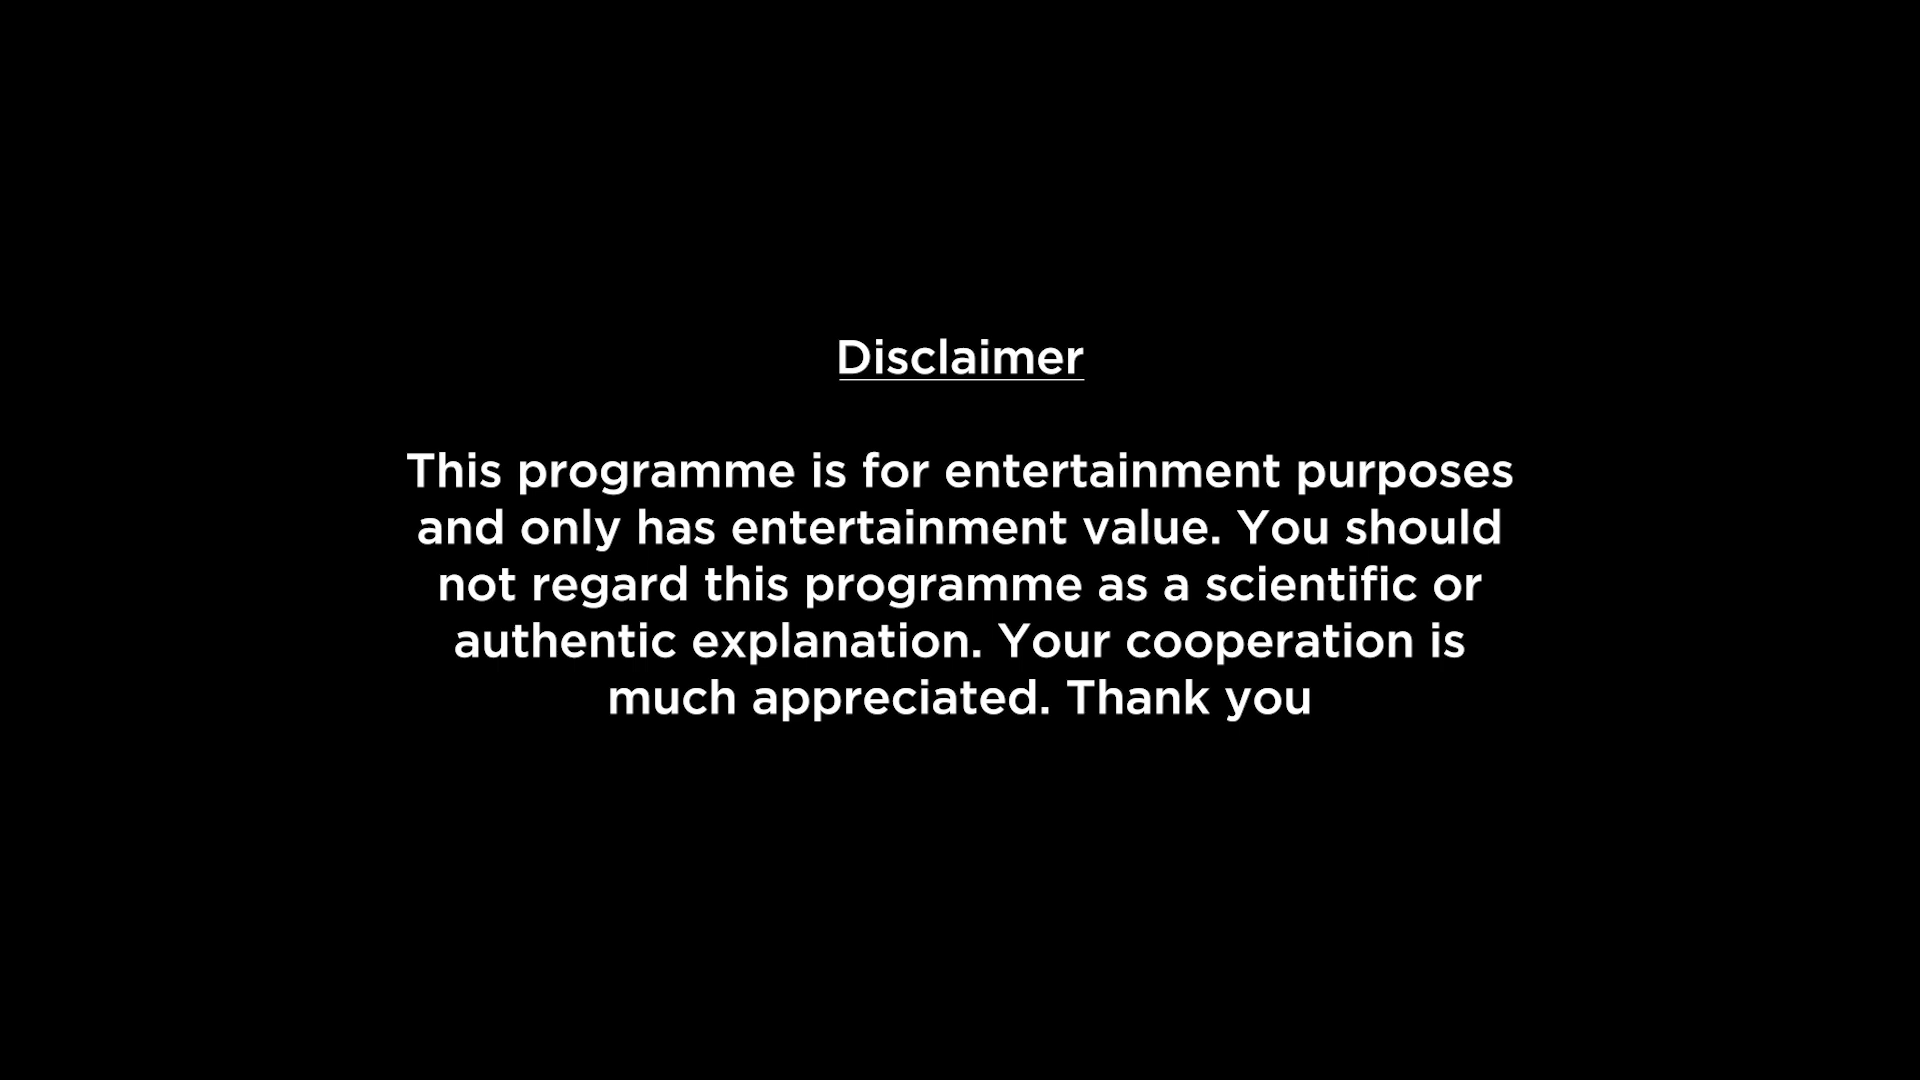 Disclaimer
This programme is for entertainment purposes
and only has entertainment value. You should
not regard this programme as a scientific or
authentic explanation. Your cooperation is
much appreciated. Thank you